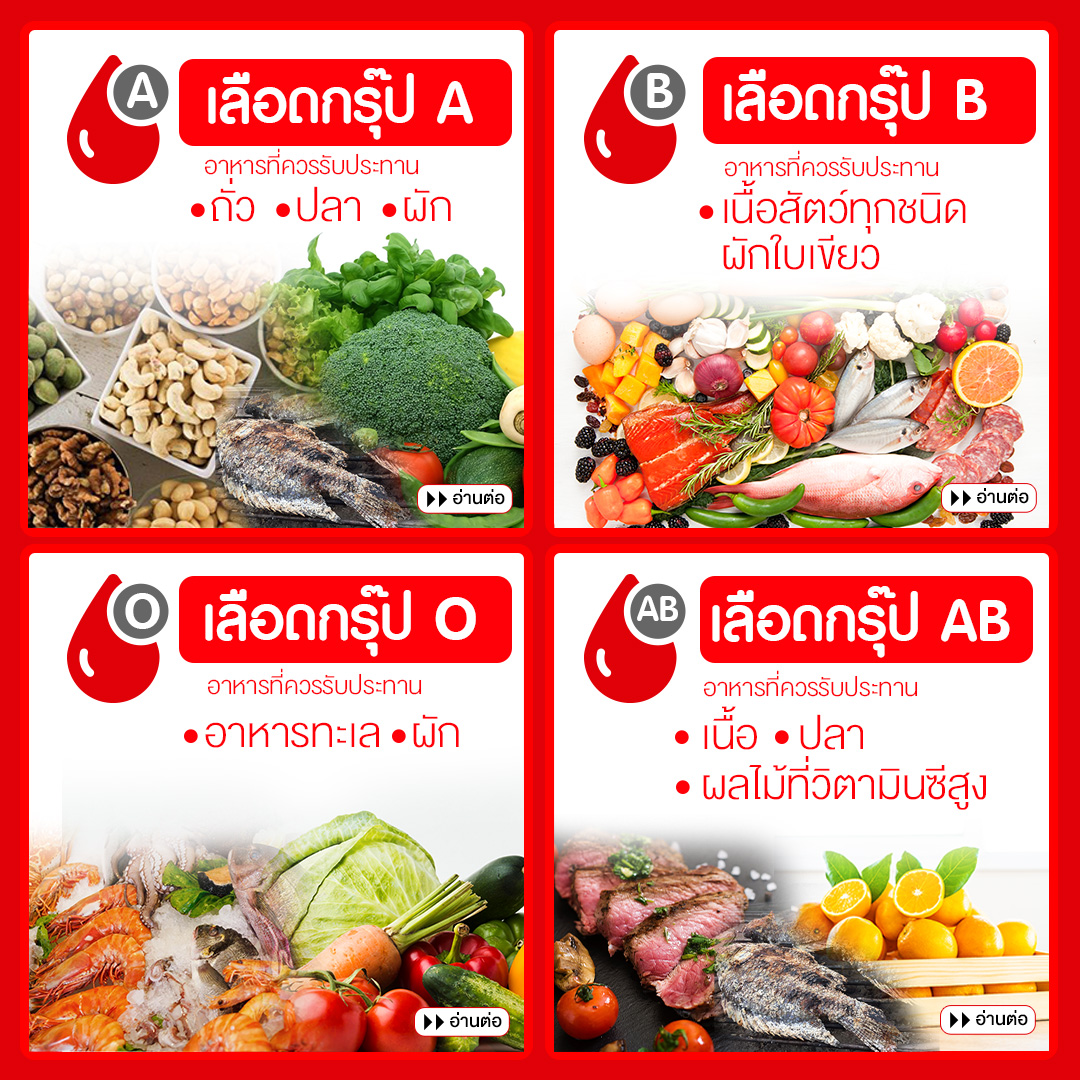 A
เลือดกรุ๊ป A
อาหารที่ควรรับประทาน
•ถั่ว •ปลา •ผัก
อ่านต่อ
B
เลือดกรุ๊ป B
อาหารที่ควรรับประทาน
•เนื้อสัตว์ทุกชนิด
ผักใบเขียว
อ่านต่อ
O
เลือดกรุ๊ป O
อาหารที่ควรรับประทาน
•อาหารทะเล •ผัก
อ่านต่อ
AB
เลือดกรุ๊ป AB
อาหารที่ควรรับประทาน
• เนื้อ • ปลา
• ผลไม้ที่วิตามินซีสูง
อ่านต่อ